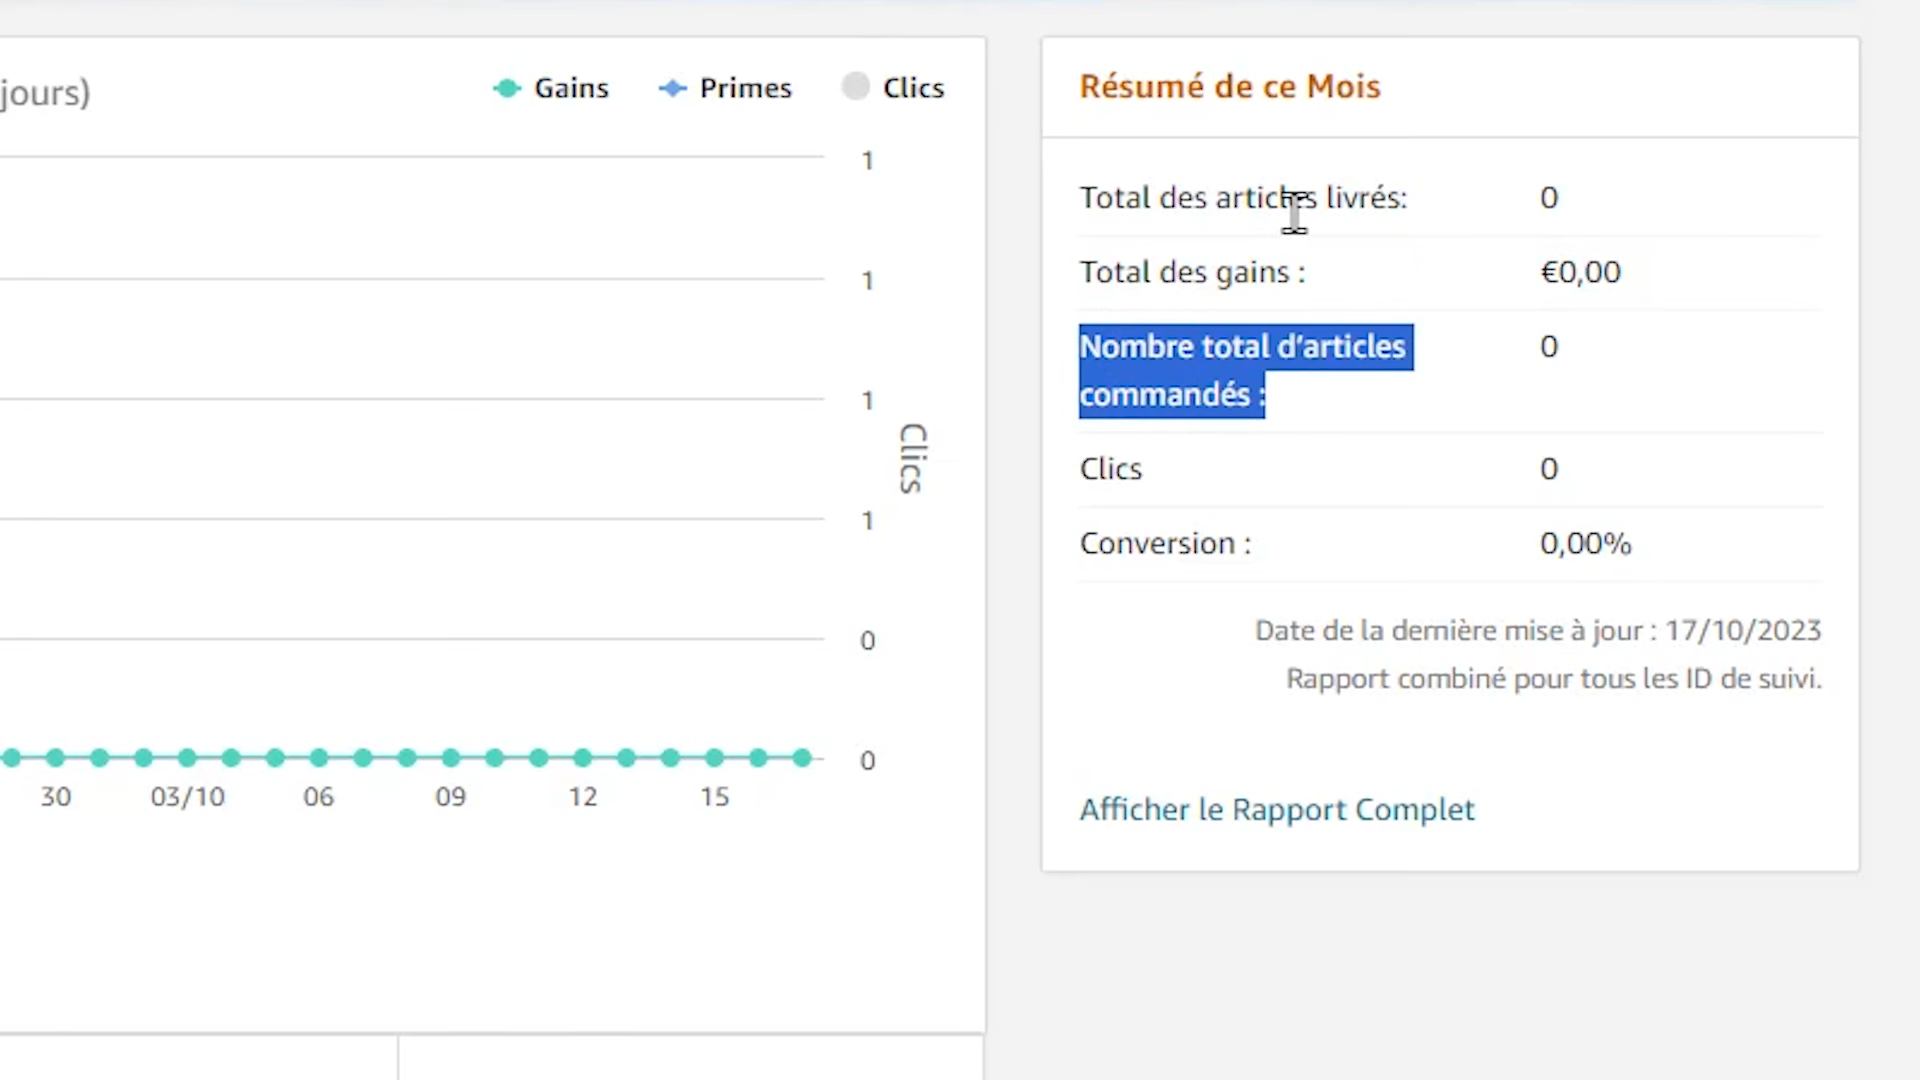 jours)
Gains
Primes
Clics
1
1
1
1
0
0
Clics
30 03/10 06 09 12 15
Résumé de ce Mois
Total des articles livrés: 0
Total des gains : €0,00
Nombre total d’articles 0
commandés :
Clics 0
Conversion : 0,00%
Date de la dernière mise à jour : 17/10/2023
Rapport combiné pour tous les ID de suivi.
Afficher le Rapport Complet